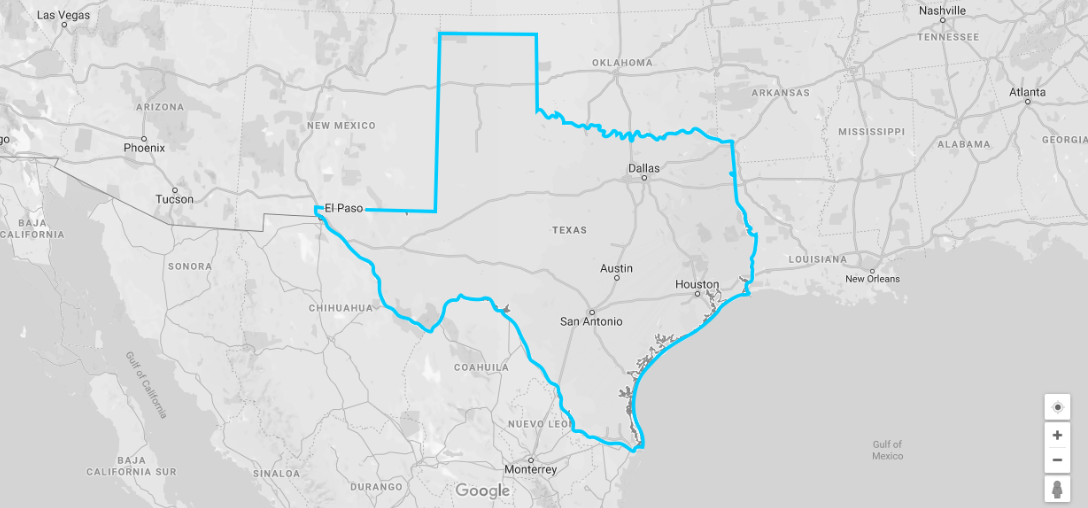 Las Vegas
Nashville
TENNESSEE
OKLAHOMA
ARKANSAS
Atlanta
ARIZONA
NEW MEXICO
MISSISSIPPI
go
Phoenix
ALABAMA
GEORGIA
Dallas
Tucson
El Paso
BAJA
CALIFORNIA
TEXAS
SONORA
Austin
LOUISIANA
New Orleans
Houston
CHIHUAHUA
San Antonio
Gulf of California
COAHUILA
NUEVO LEO
Gulf of
Mexico
BAJA
CALIFORNIA SUR
SINALOA
Monterrey
DURANGO
Google
+
−